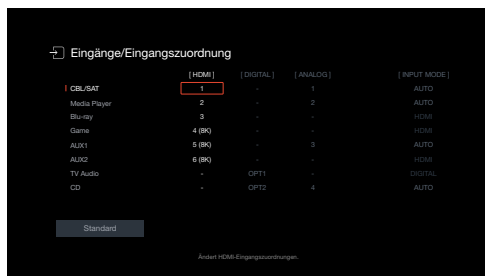 Eingänge/Eingangszuordnung
[ HDMI ] [ DIGITAL ] [ ANALOG ] [ INPUT MODE ]
CBL/SAT 1 - 1 AUTO
Media Player 2 - 2 AUTO
Blu-ray 3 - - HDMI
Game 4 (8K) - - HDMI
AUX1 5 (8K) - 3 AUTO
AUX2 6 (8K) - - HDMI
TV Audio - OPT1 - DIGITAL
CD - OPT2 4 AUTO
Standard
Ändert HDMI-Eingangszuordnungen.